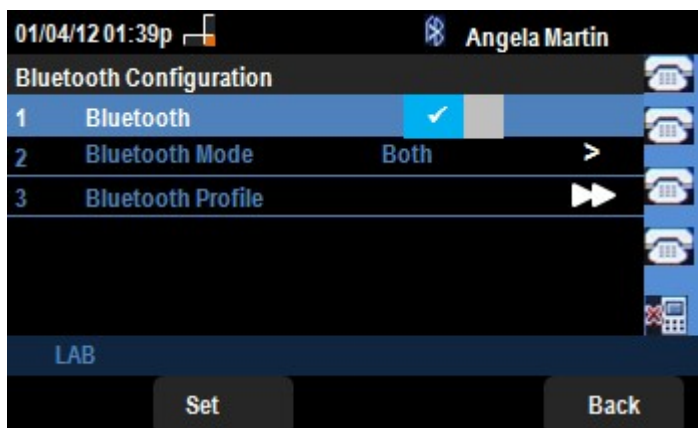 01/04/12 01:39p Angela Martin
Bluetooth Configuration
1 Bluetooth
2 Bluetooth Mode Both >
3 Bluetooth Profile
LAB
Set Back